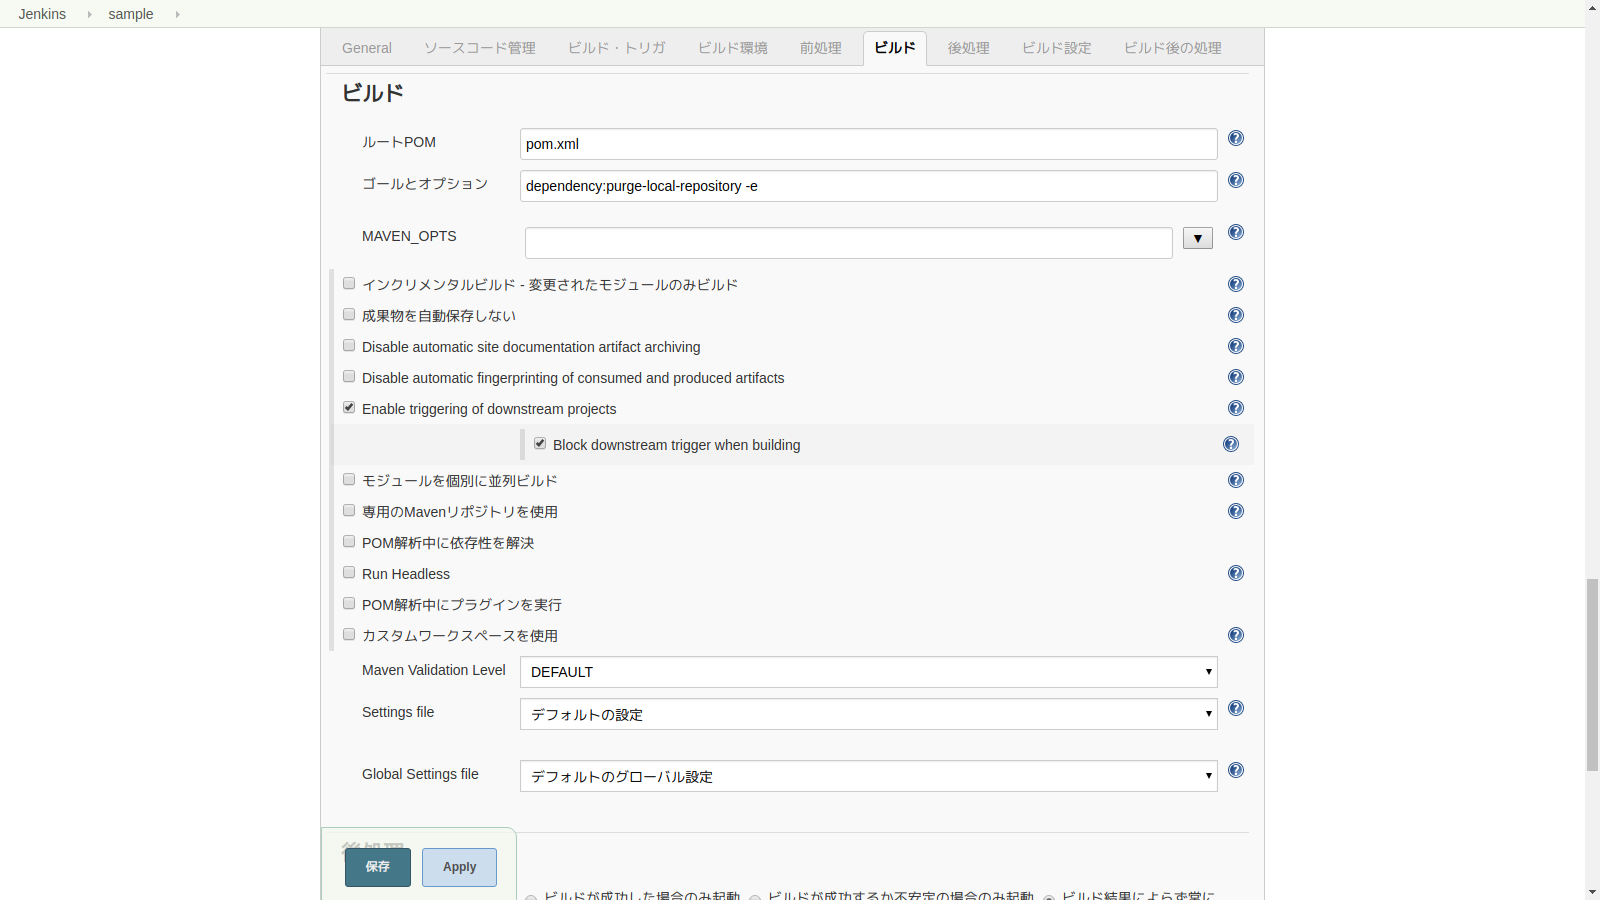 Jenkins sample
General ソースコード管理 ビルド・トリガ ビルド環境 前処理 ビルド 後処理 ビルド設定 ビルド後の処理
ビルド
ルートPOM pom.xml
ゴールとオプション dependency:purge-local-repository -e
MAVEN_OPTS
インクリメンタルビルド - 変更されたモジュールのみビルド
成果物を自動保存しない
Disable automatic site documentation artifact archiving
Disable automatic fingerprinting of consumed and produced artifacts
Enable triggering of downstream projects
Block downstream trigger when building
モジュールを個別に並列ビルド
専用のMavenリポジトリを使用
POM解析中に依存性を解決
Run Headless
POM解析中にプラグインを実行
カスタムワークスペースを使用
Maven Validation Level DEFAULT
Settings file デフォルトの設定
Global Settings file デフォルトのグローバル設定
後処理
保存 Apply
ビルドが成功した場合のみ起動 ビルドが成功するか不安定の場合のみ起動 ビルド結果によらず常に